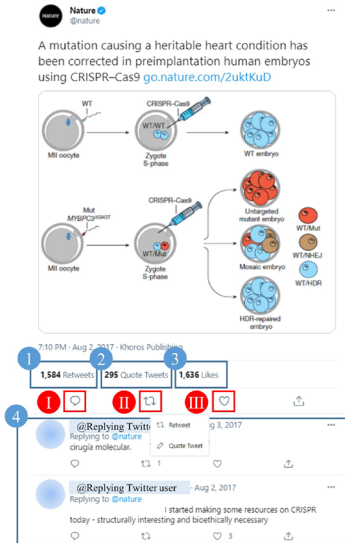 nature
Nature
@nature
A mutation causing a heritable heart condition has
been corrected in preimplantation human embryos
using CRISPR–Cas9 go.nature.com/2uktKuD
WT
CRISPR–Cas9
WT/WT
MII oocyte
Zygote
S-phase
WT embryo
CRISPR–Cas9
Mut
MYBPC3ΔGAGT
WT/Mut
MII oocyte
Zygote
S-phase
Untargeted
mutant embryo
Mosaic embryo
HDR-repaired
embryo
WT/Mut
WT/NHEJ
WT/HDR
7:10 PM · Aug 2, 2017 · Khoros Publishing
1
2
3
1,584 Retweets
295 Quote Tweets
1,636 Likes
I
II
III
4
@Replying Twitte
Retweet
g 3, 2017
Replying to @nature
cirugía molecular.
Quote Tweet
1
@Replying Twitter user
· Aug 2, 2017
Replying to @nature
I started making some resources on CRISPR
today - structurally interesting and bioethically necessary
3